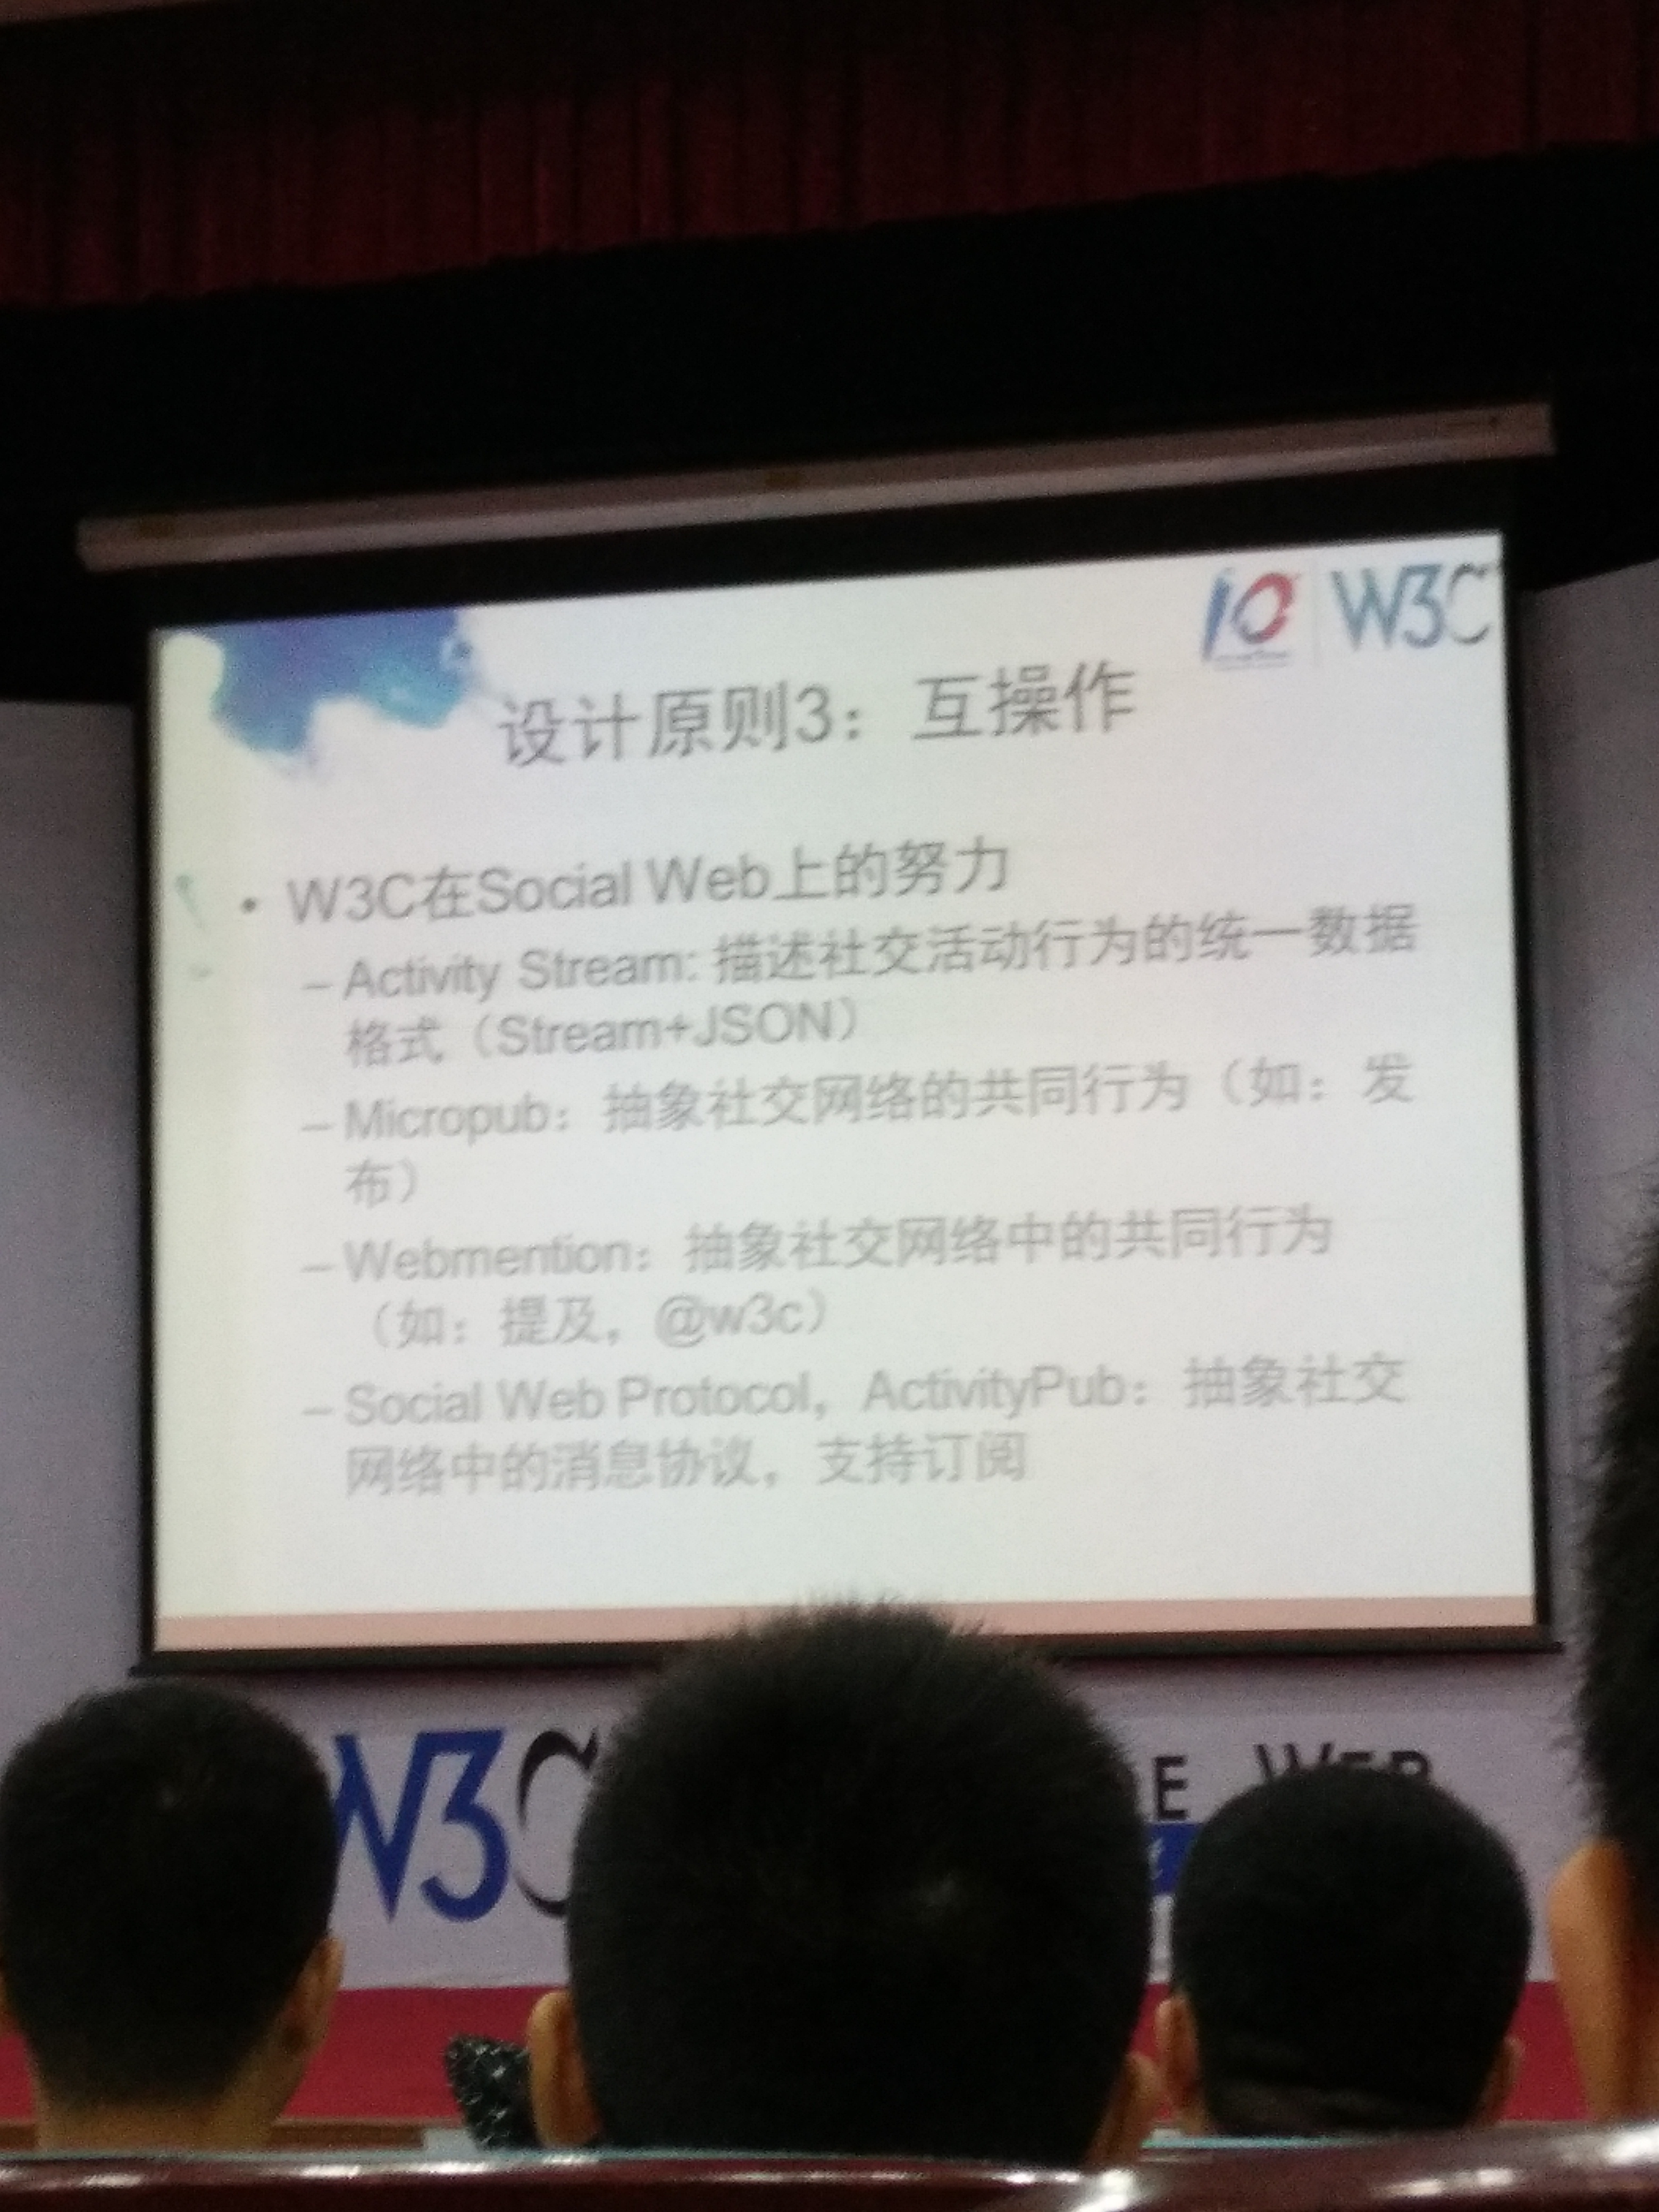 10 W3C
设计原则3：互操作
• W3C在Social Web上的努力
– Activity Stream: 描述社交活动行为的统一数据
格式（Stream+JSON）
– Micropub：抽象社交网络的共同行为（如：发
布）
– Webmention：抽象社交网络中的共同行为
（如：提及，@w3c）
– Social Web Protocol，ActivityPub：抽象社交
网络中的消息协议，支持订阅
W3C E WEB